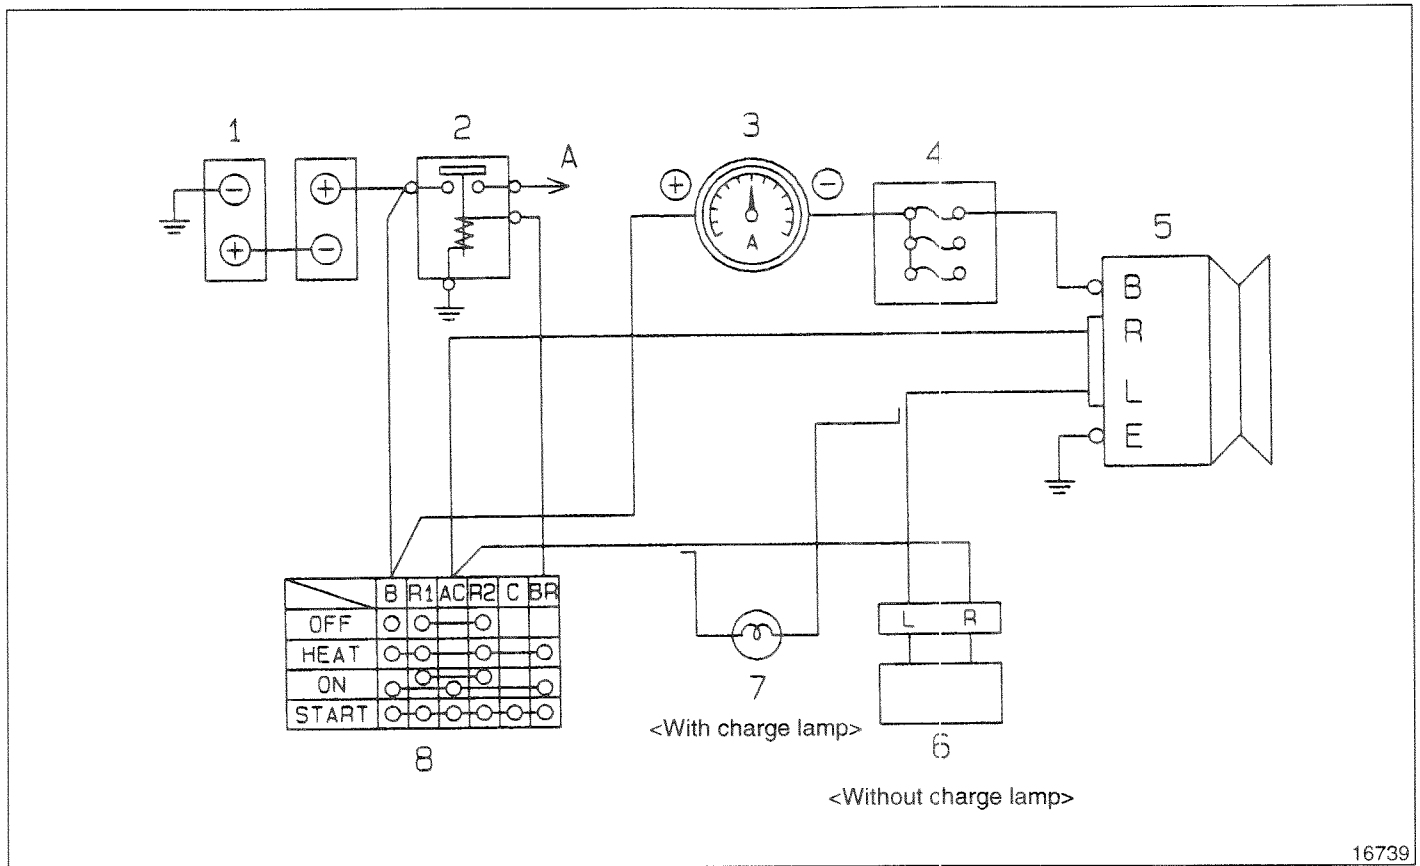 1
2
3
4
5
A
+
-
A
- +
+ -
B
R
L
E
B R1 AC R2 C BR
OFF
HEAT
ON
START
8
L R
7
<With charge lamp>
6
<Without charge lamp>
16739